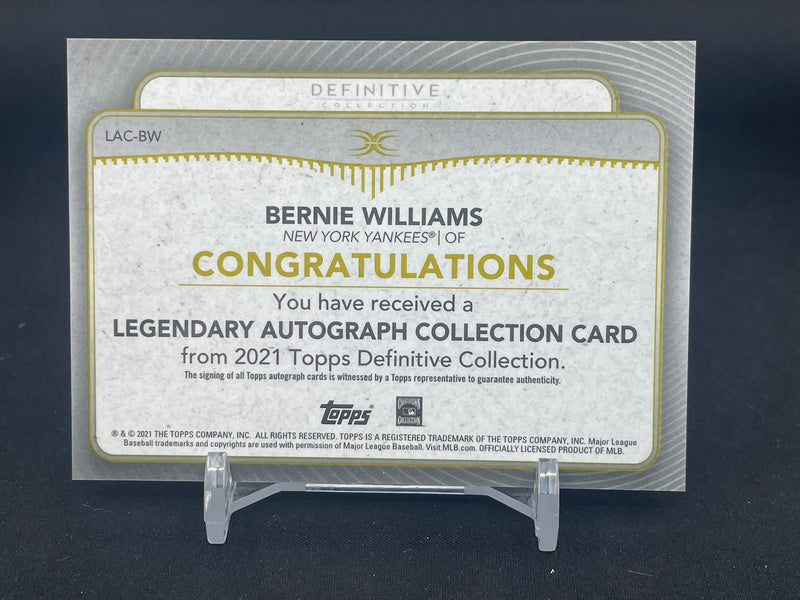 DEFINITIVE
COLLECTION
LAC-BW
BERNIE WILLIAMS
NEW YORK YANKEES® | OF
CONGRATULATIONS
You have received a
LEGENDARY AUTOGRAPH COLLECTION CARD
from 2021 Topps Definitive Collection.
The signing of all Topps autograph cards is witnessed by a Topps representative to guarantee authenticity.
Topps
COOPERSTOWN
COLLECTION
® & © 2021 THE TOPPS COMPANY, INC. ALL RIGHTS RESERVED. TOPPS IS A REGISTERED TRADEMARK OF THE TOPPS COMPANY, INC. Major League
Baseball trademarks and copyrights are used with permission of Major League Baseball. Visit MLB.com. OFFICIALLY LICENSED PRODUCT OF MLB.